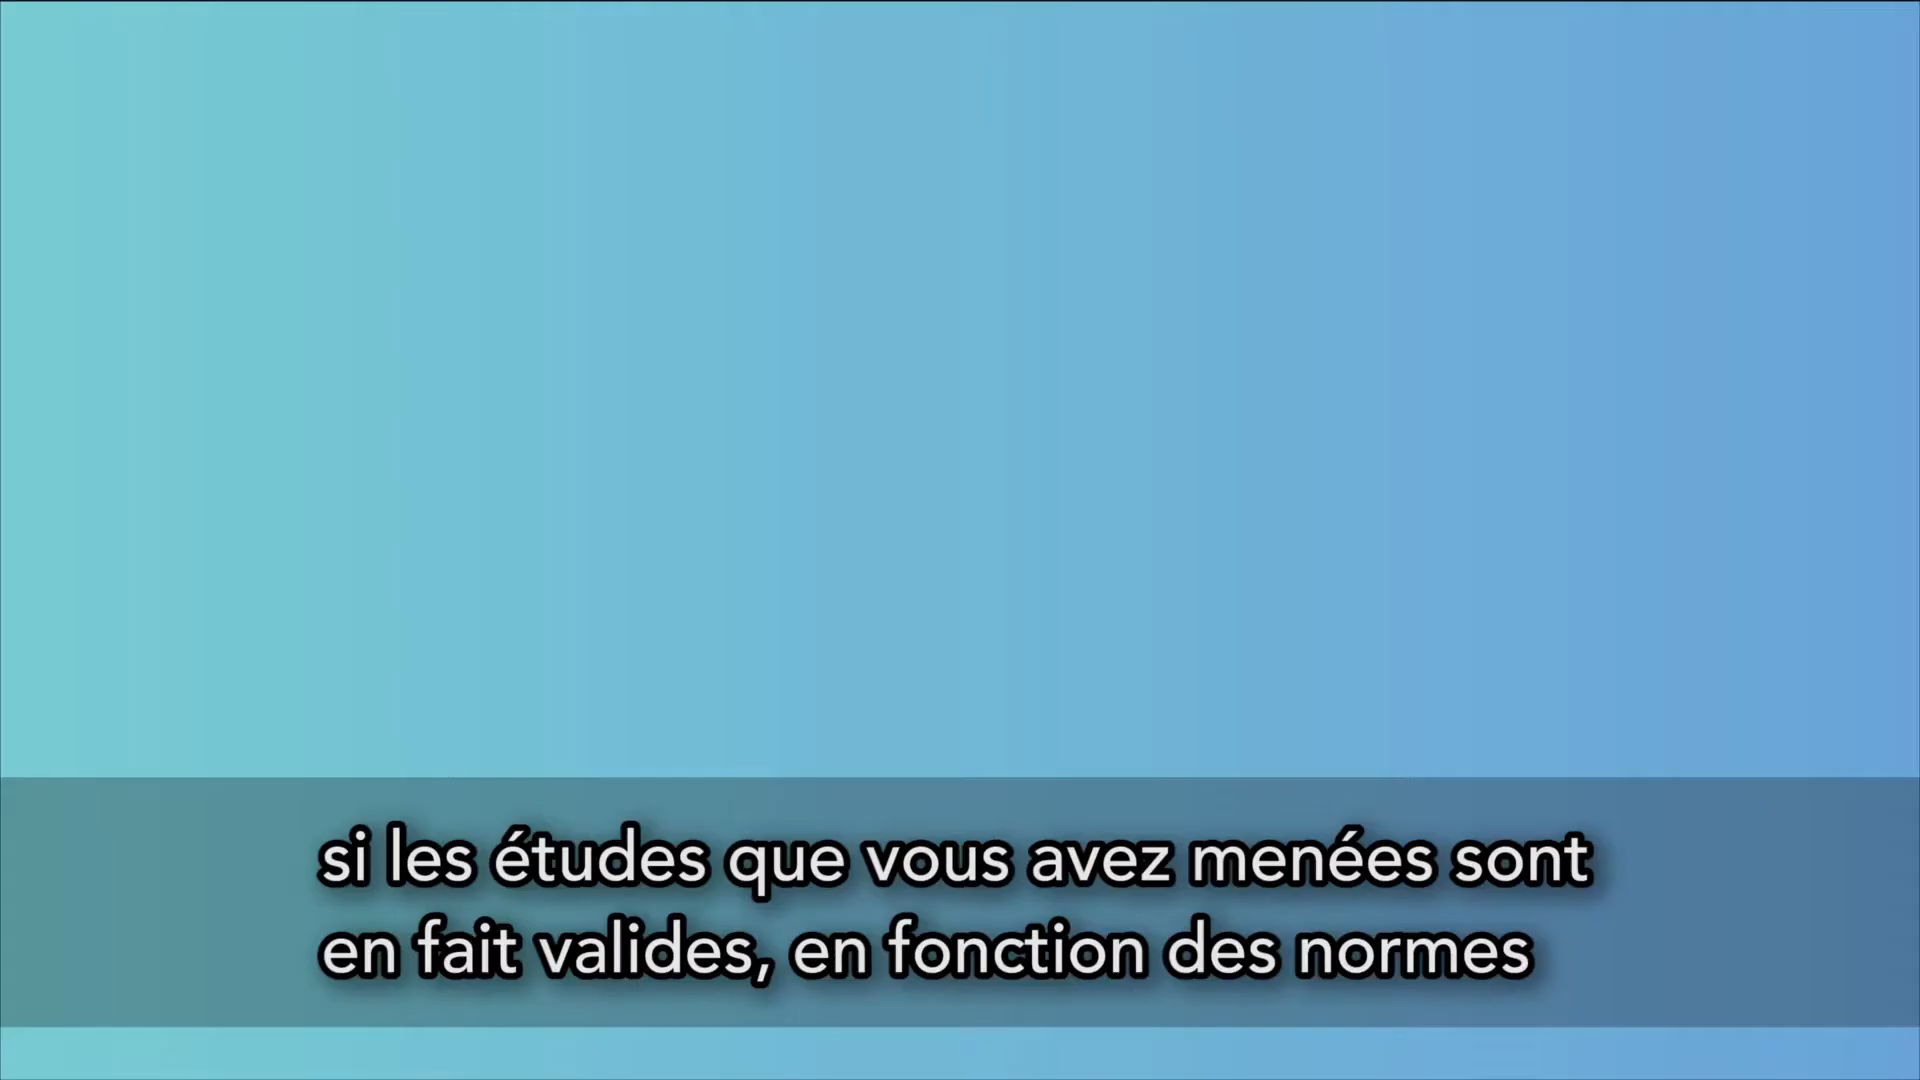 si les études que vous avez menées sont
en fait valides, en fonction des normes